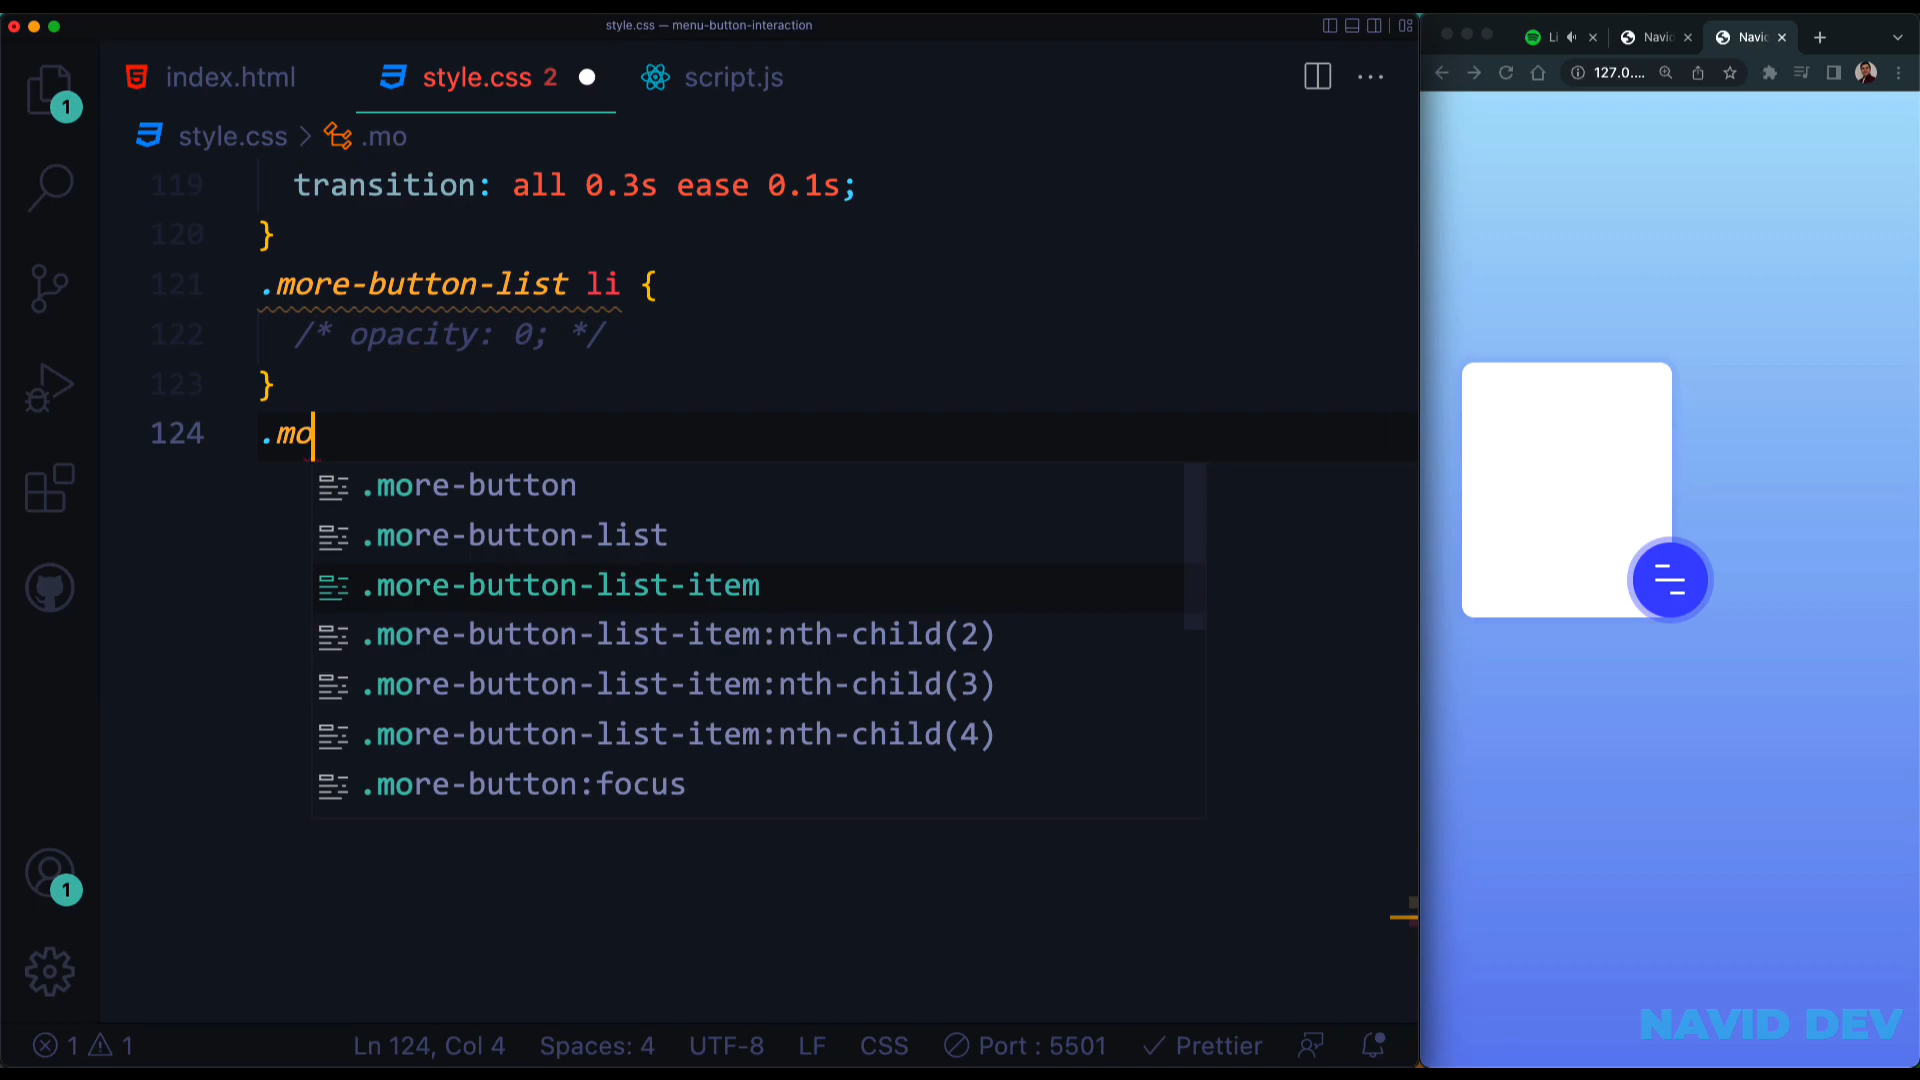 style.css — menu-button-interaction
index.html
style.css 2
script.js
style.css > .mo
119 transition: all 0.3s ease 0.1s;
120 }
121 .more-button-list li {
122 /* opacity: 0; */
123 }
124 .mo
.more-button
.more-button-list
.more-button-list-item
.more-button-list-item:nth-child(2)
.more-button-list-item:nth-child(3)
.more-button-list-item:nth-child(4)
.more-button:focus
1
1
1 1
Ln 124, Col 4 Spaces: 4 UTF-8 LF CSS Port : 5501 Prettier
Li Navid Navid
127.0....
NAVID DEV